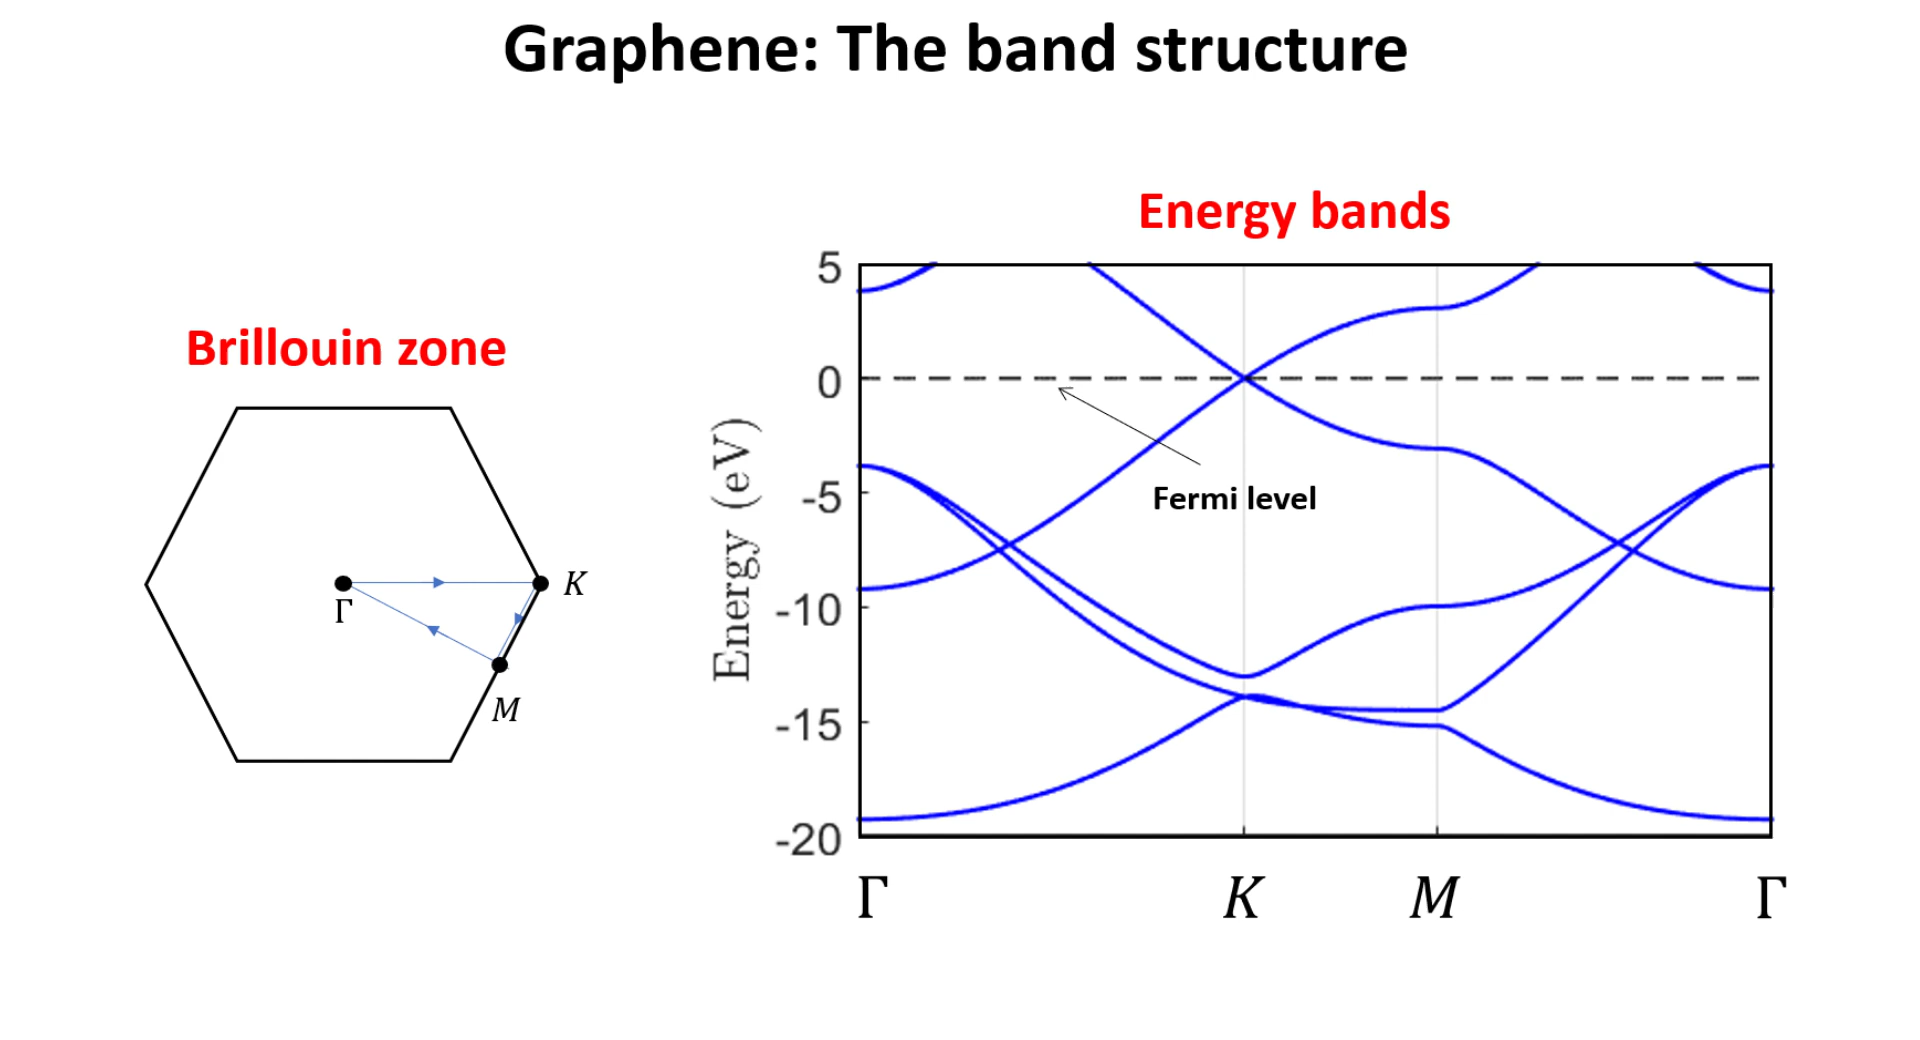 Graphene: The band structure
Brillouin zone
Γ
K
M
Energy bands
Energy (eV)
5
0
-5
-10
-15
-20
Fermi level
Γ K M Γ